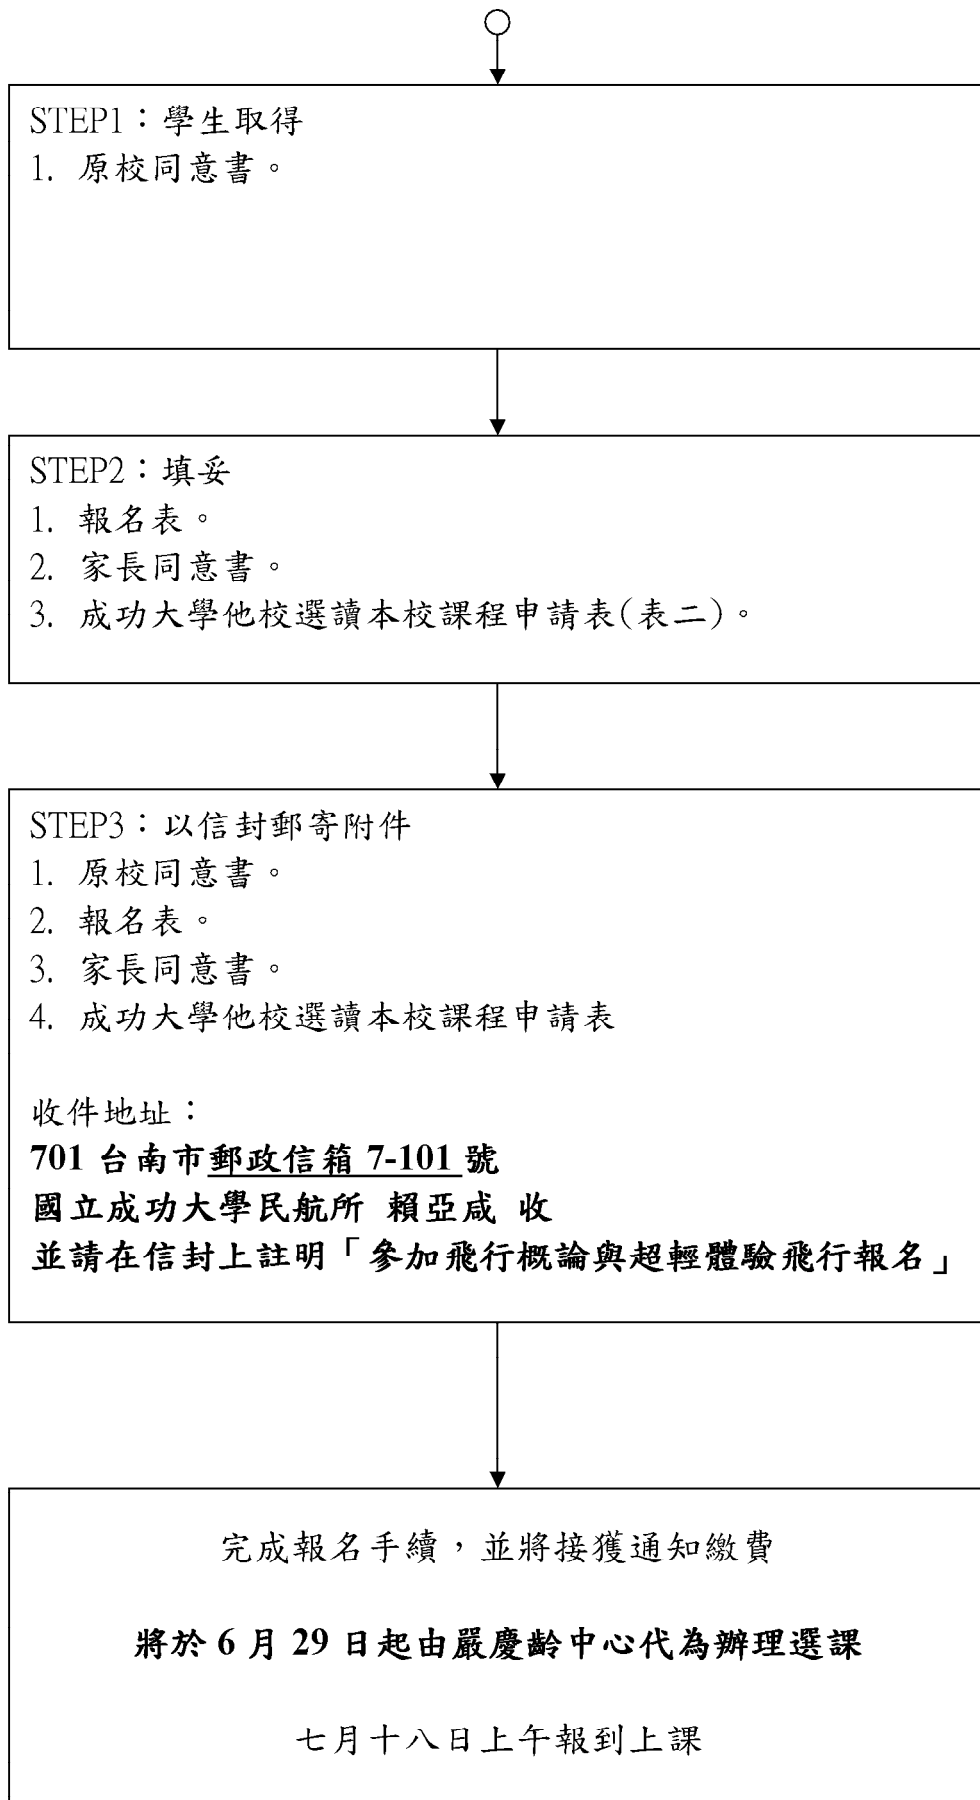 STEP1：學生取得
1. 原校同意書。
STEP2：填妥
1. 報名表。
2. 家長同意書。
3. 成功大學他校選讀本校課程申請表(表二)。
STEP3：以信封郵寄附件
1. 原校同意書。
2. 報名表。
3. 家長同意書。
4. 成功大學他校選讀本校課程申請表
收件地址：
701 台南市郵政信箱 7-101 號
國立成功大學民航所 賴亞咸 收
並請在信封上註明「參加飛行概論與超輕體驗飛行報名」
完成報名手續，並將接獲通知繳費
將於 6 月 29 日起由嚴慶齡中心代為辦理選課
七月十八日上午報到上課